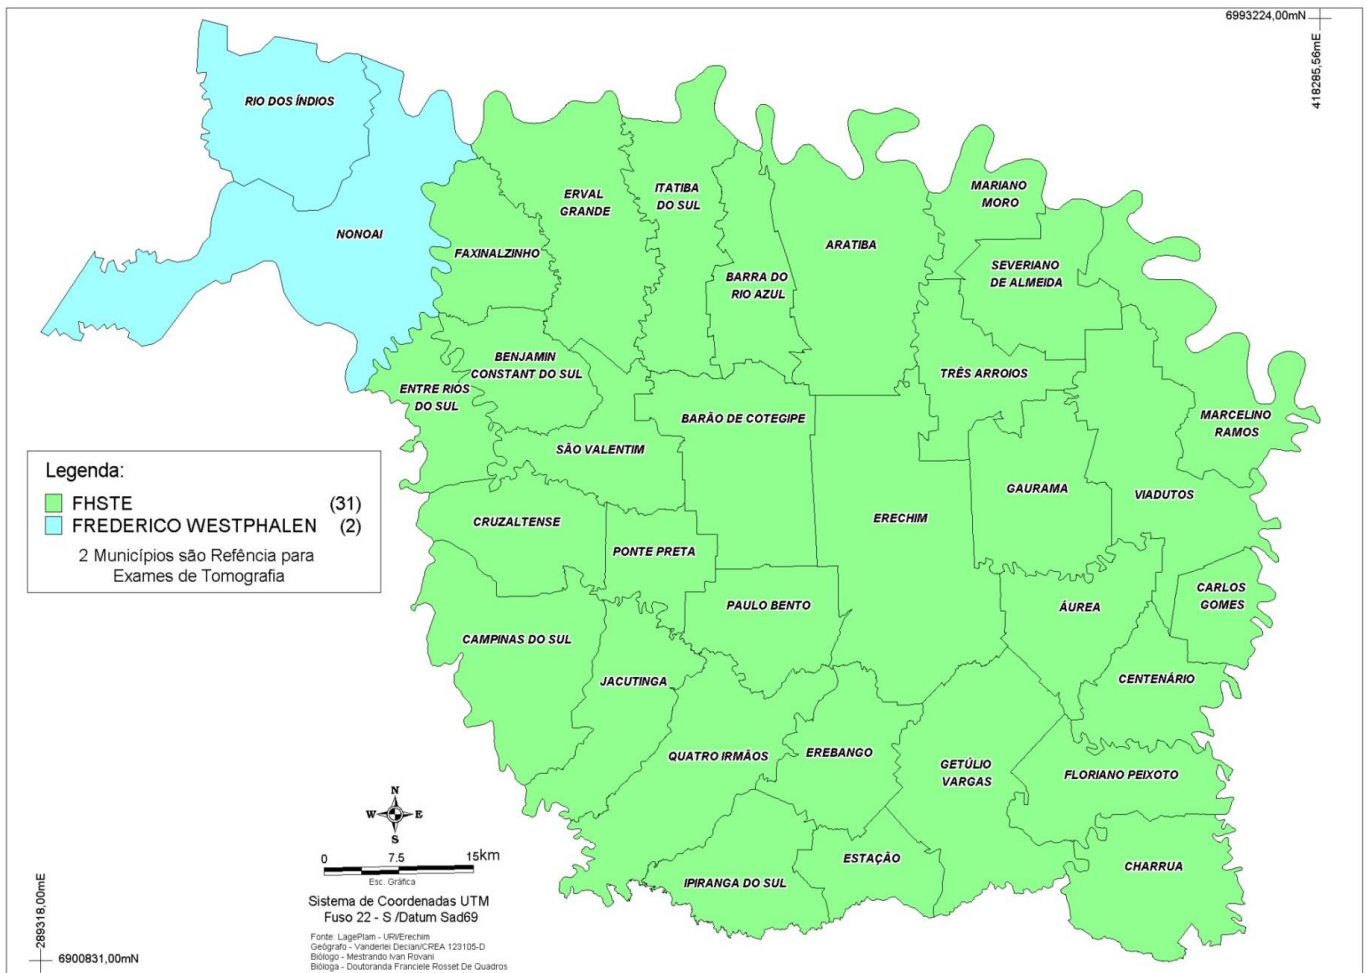 6993224,00mN
418285,56mE
RIO DOS ÍNDIOS
NONOAI
FAXINALZINHO
ERVAL
GRANDE
ITATIBA
DO SUL
BARRA DO
RIO AZUL
ARATIBA
MARIANO
MORO
SEVERIANO
DE ALMEIDA
BENJAMIN
CONSTANT DO SUL
ENTRE RIOS
DO SUL
TRÊS ARROIOS
BARÃO DE COTEGIPE
MARCELINO
RAMOS
SÃO VALENTIM
GAURAMA
VIADUTOS
ERECHIM
CRUZALTENSE
PONTE PRETA
CARLOS
GOMES
PAULO BENTO
ÁUREA
CAMPINAS DO SUL
JACUTINGA
CENTENÁRIO
QUATRO IRMÃOS
EREBANGO
GETÚLIO
VARGAS
FLORIANO PEIXOTO
IPIRANGA DO SUL
ESTAÇÃO
CHARRUA
Legenda:
FHSTE (31)
FREDERICO WESTPHALEN (2)
2 Municípios são Refência para
Exames de Tomografia
N
W E
S
0 7.5 15km
Esc. Gráfica
Sistema de Coordenadas UTM
Fuso 22 - S /Datum Sad69
Fonte: LagePlam - URI/Erechim
Geógrafo - Vanderlei Decian/CREA 123105-D
Biólogo - Mestrando Ivan Rovani
Bióloga - Doutoranda Franciele Rosset De Quadros
289318,00mE
6900831,00mN